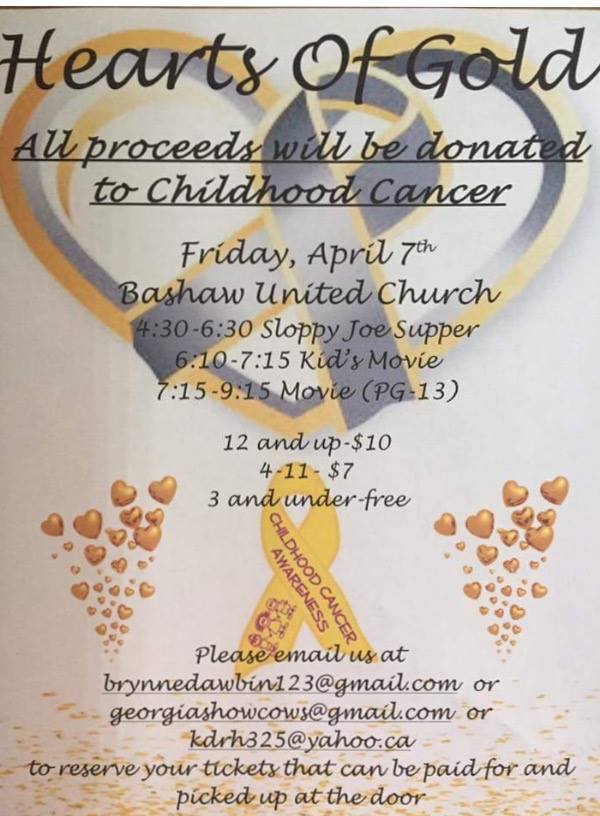 Hearts Of Gold
All proceeds will be donated
to Childhood Cancer
Friday, April 7th
Bashaw United Church
4:30-6:30 Sloppy Joe Supper
6:10-7:15 Kid's Movie
7:15-9:15 Movie (PG-13)
12 and up-$10
4-11- $7
3 and under-free
CHILDHOOD CANCER
AWARENESS
Please email us at
brynnedawbin123@gmail.com or
georgiashowcows@gmail.com or
kdrh325@yahoo.ca
to reserve your tickets that can be paid for and
picked up at the door